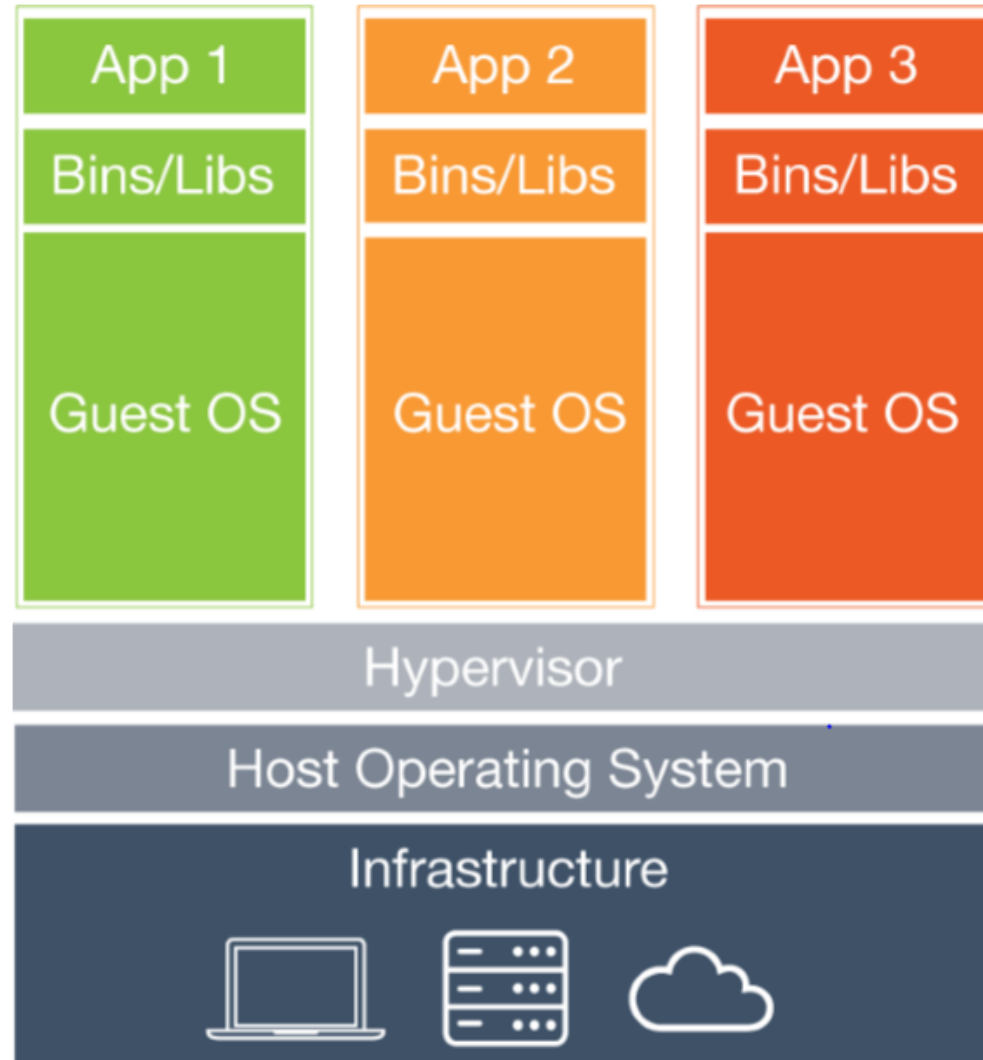 App 1
App 2
App 3
Bins/Libs
Bins/Libs
Bins/Libs
Guest OS
Guest OS
Guest OS
Hypervisor
Host Operating System
Infrastructure